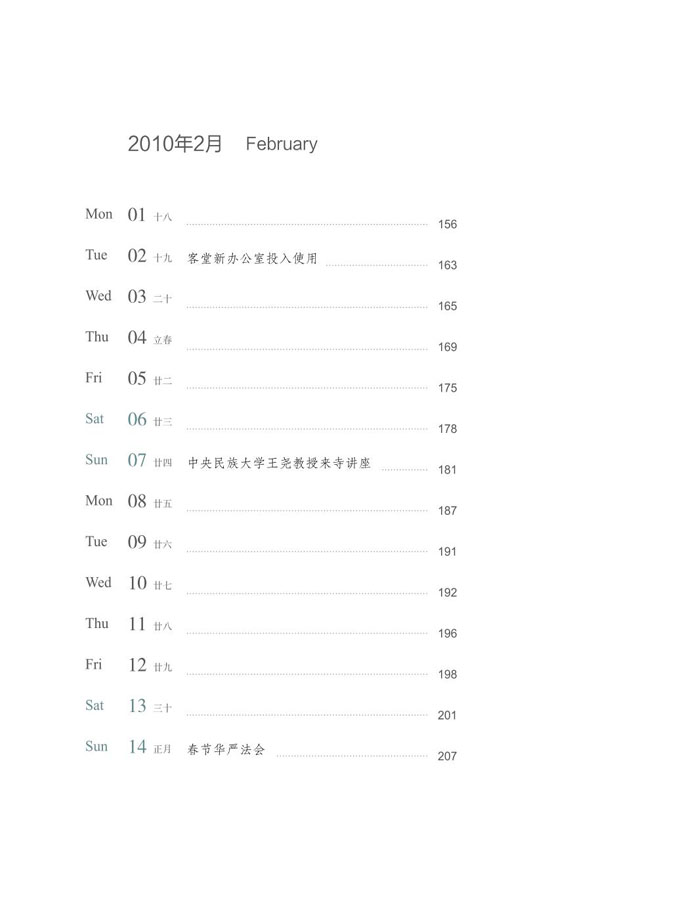 2010年2月 February
Mon 01 十八 156
Tue 02 十九 客堂新办公室投入使用 163
Wed 03 二十 165
Thu 04 立春 169
Fri 05 廿二 175
Sat 06 廿三 178
Sun 07 廿四 中央民族大学王尧教授来寺讲座 181
Mon 08 廿五 187
Tue 09 廿六 191
Wed 10 廿七 192
Thu 11 廿八 196
Fri 12 廿九 198
Sat 13 三十 201
Sun 14 正月 春节华严法会 207